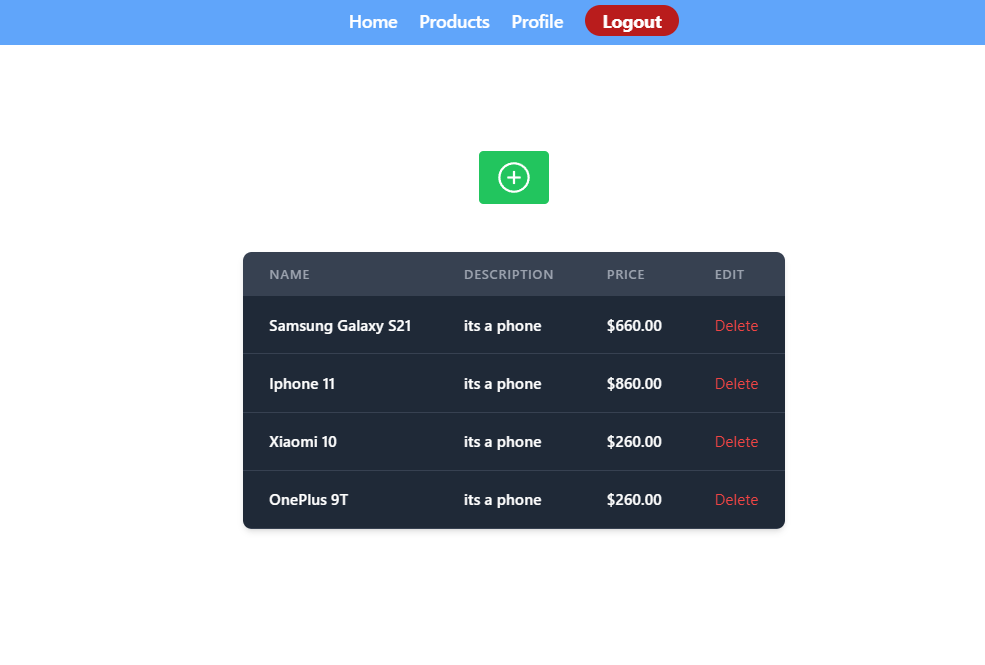 Home Products Profile Logout
NAME DESCRIPTION PRICE EDIT
Samsung Galaxy S21 its a phone $660.00 Delete
Iphone 11 its a phone $860.00 Delete
Xiaomi 10 its a phone $260.00 Delete
OnePlus 9T its a phone $260.00 Delete